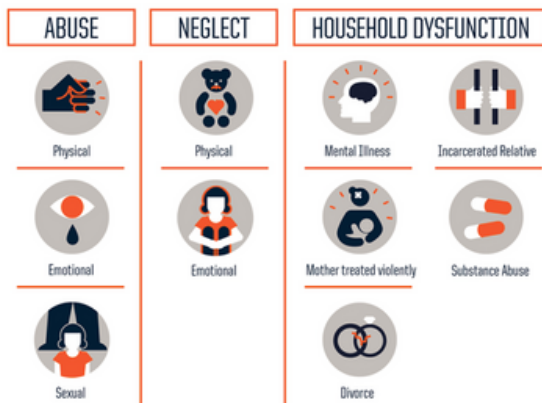 ABUSE
NEGLECT
HOUSEHOLD DYSFUNCTION
Physical
Physical
Mental Illness
Incarcerated Relative
Emotional
Emotional
Mother treated violently
Substance Abuse
Sexual
Divorce